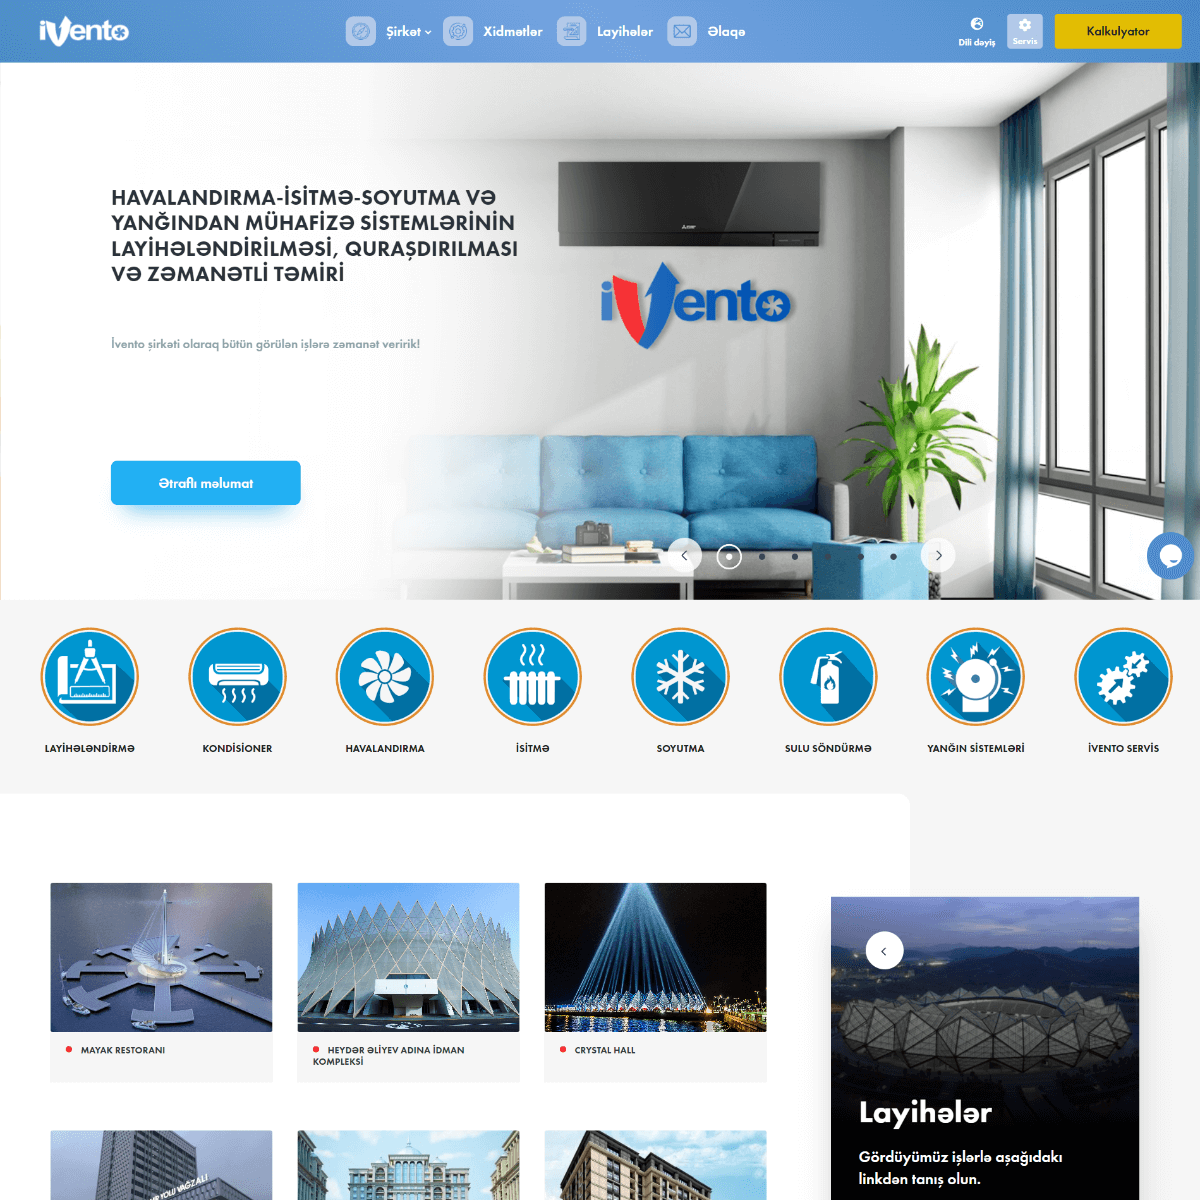 iVento
Şirkət
Xidmətlər
Layihələr
Əlaqə
Dili dəyiş
Servis
Kalkulyator
HAVALANDIRMA-İSİTMƏ-SOYUTMA VƏ
YANĞINDAN MÜHAFİZƏ SİSTEMLƏRİNİN
LAYİHƏLƏNDİRİLMƏSİ, QURAŞDIRILMASI
VƏ ZƏMANƏTLİ TƏMİRİ
iVento
İvento şirkəti olaraq bütün görülən işlərə zəmanət veririk!
Ətraflı məlumat
LAYİHƏLƏNDİRMƏ
KONDİSIONER
HAVALANDIRMA
İSİTMƏ
SOYUTMA
SULU SÖNDÜRMƏ
YANĞIN SİSTEMLƏRİ
İVENTO SERVİS
MAYAK RESTORANI
HEYDƏR ƏLİYEV ADINA İDMAN
KOMPLEKSİ
CRYSTAL HALL
Layihələr
Gördüyümüz işlərlə aşağıdakı
linkdən tanış olun.
YOLU VAĞZALI